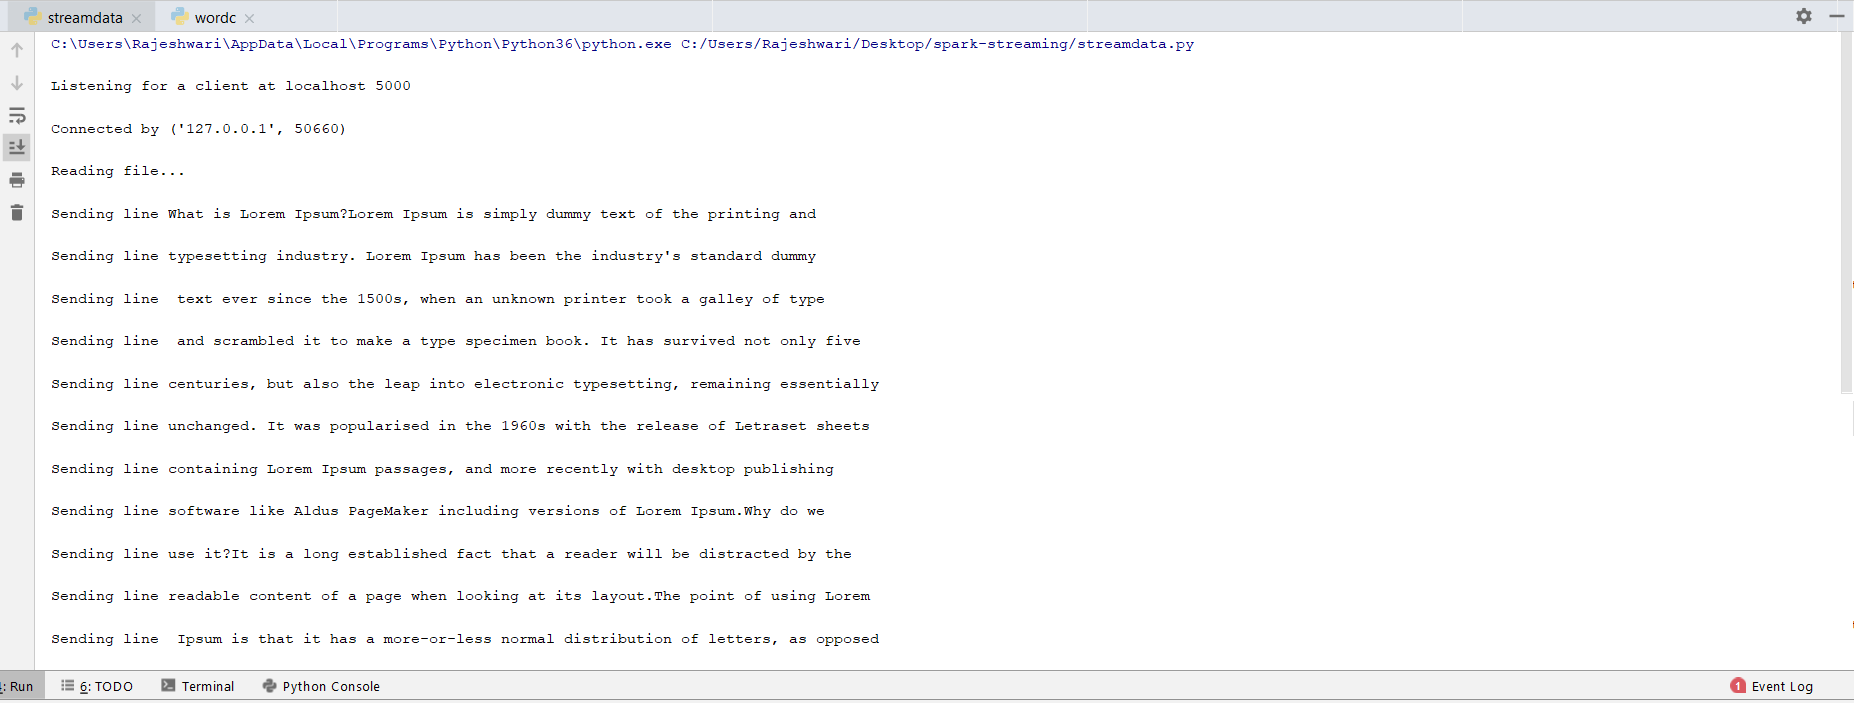 streamdata
wordc
C:\Users\Rajeshwari\AppData\Local\Programs\Python\Python36\python.exe C:/Users/Rajeshwari/Desktop/spark-streaming/streamdata.py
Listening for a client at localhost 5000
Connected by ('127.0.0.1', 50660)
Reading file...
Sending line What is Lorem Ipsum?Lorem Ipsum is simply dummy text of the printing and
Sending line typesetting industry. Lorem Ipsum has been the industry's standard dummy
Sending line  text ever since the 1500s, when an unknown printer took a galley of type
Sending line  and scrambled it to make a type specimen book. It has survived not only five
Sending line centuries, but also the leap into electronic typesetting, remaining essentially
Sending line unchanged. It was popularised in the 1960s with the release of Letraset sheets
Sending line containing Lorem Ipsum passages, and more recently with desktop publishing
Sending line software like Aldus PageMaker including versions of Lorem Ipsum.Why do we
Sending line use it?It is a long established fact that a reader will be distracted by the
Sending line readable content of a page when looking at its layout.The point of using Lorem
Sending line  Ipsum is that it has a more-or-less normal distribution of letters, as opposed
: Run 6: TODO Terminal Python Console 1 Event Log